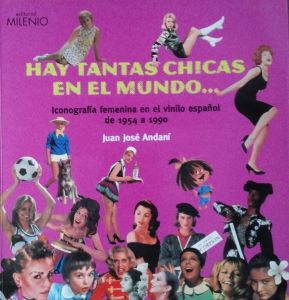 editorial
MILENIO
HAY TANTAS CHICAS
EN EL MUNDO...
Iconografía femenina en el vinilo español
de 1954 a 1990
Juan José Andaní